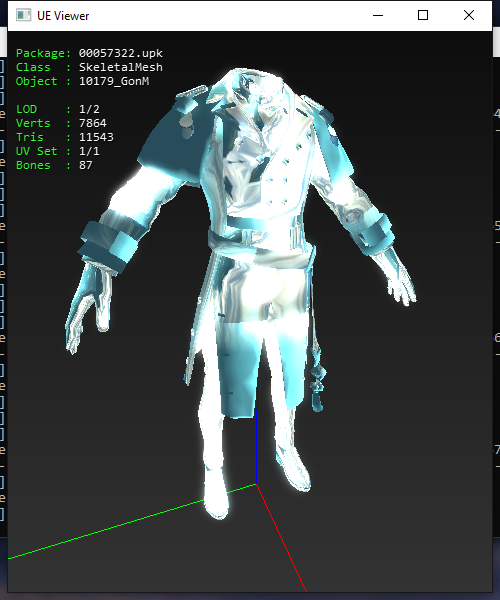 UE Viewer
Package: 00057322.upk
Class : SkeletalMesh
Object : 10179_GonM
LOD : 1/2
Verts : 7864
Tris : 11543
UV Set : 1/1
Bones : 87